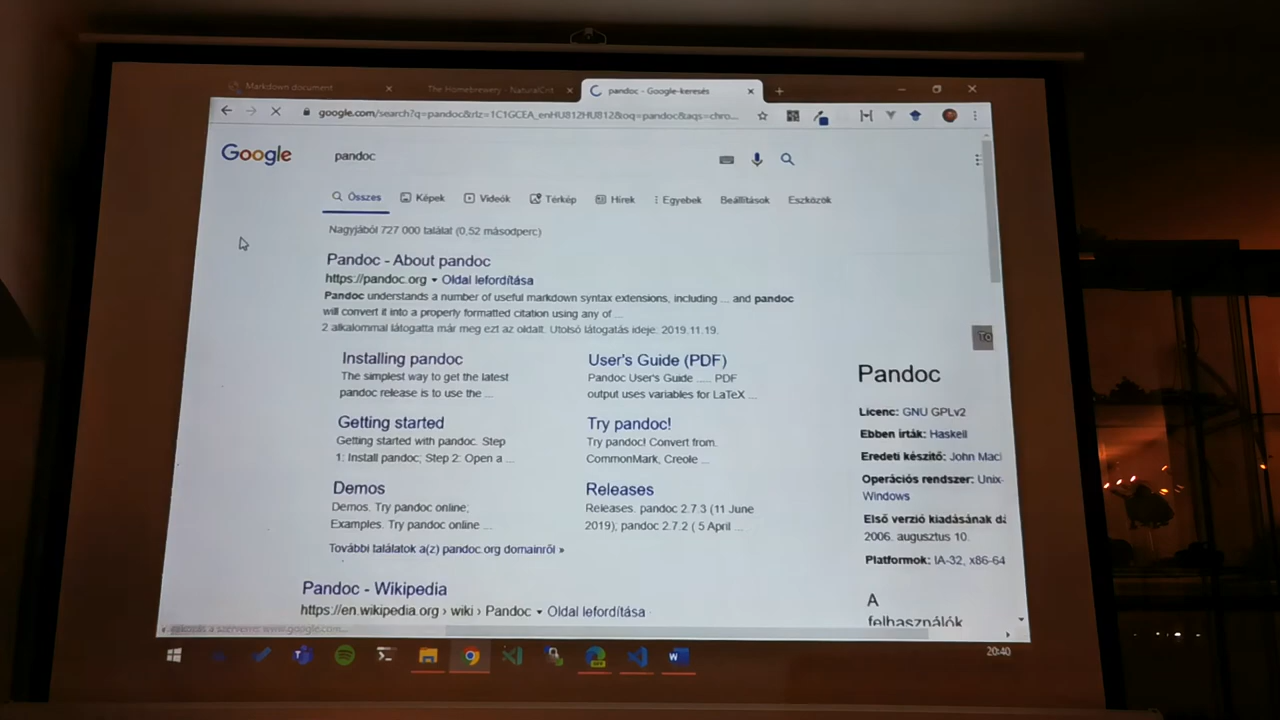 Markdown document
The Homebrewery - NaturalCrit
pandoc - Google-keresés
google.com/search?q=pandoc&rlz=1C1GCEA_enHU812HU812&oq=pandoc&aqs=chro...
Google
pandoc
Összes Képek Videók Térkép Hírek Egyebek Beállítások Eszközök
Nagyjából 727 000 találat (0,52 másodperc)
Pandoc - About pandoc
https://pandoc.org Oldal lefordítása
Pandoc understands a number of useful markdown syntax extensions, including ... and pandoc
will convert it into a properly formatted citation using any of ...
2 alkalommal látogatta már meg ezt az oldalt. Utolsó látogatás ideje: 2019.11.19.
Installing pandoc
The simplest way to get the latest
pandoc release is to use the ...
User's Guide (PDF)
Pandoc User's Guide ..... PDF
output uses variables for LaTeX ...
Getting started
Getting started with pandoc. Step
1: Install pandoc; Step 2: Open a ...
Try pandoc!
Try pandoc! Convert from.
CommonMark, Creole ...
Demos
Demos. Try pandoc online;
Examples. Try pandoc online ...
Releases
Releases. pandoc 2.7.3 (11 June
2019); pandoc 2.7.2 ( 5 April ...
További találatok a(z) pandoc.org domainről »
Pandoc - Wikipedia
https://en.wikipedia.org › wiki › Pandoc Oldal lefordítása
To
Pandoc
Licenc: GNU GPLv2
Ebben írták: Haskell
Eredeti készítő: John Mac
Operációs rendszer: Unix-
Windows
Első verzió kiadásának dá
2006. augusztus 10.
Platformok: IA-32, x86-64
A
felhasználók
www.google.com...
20:40